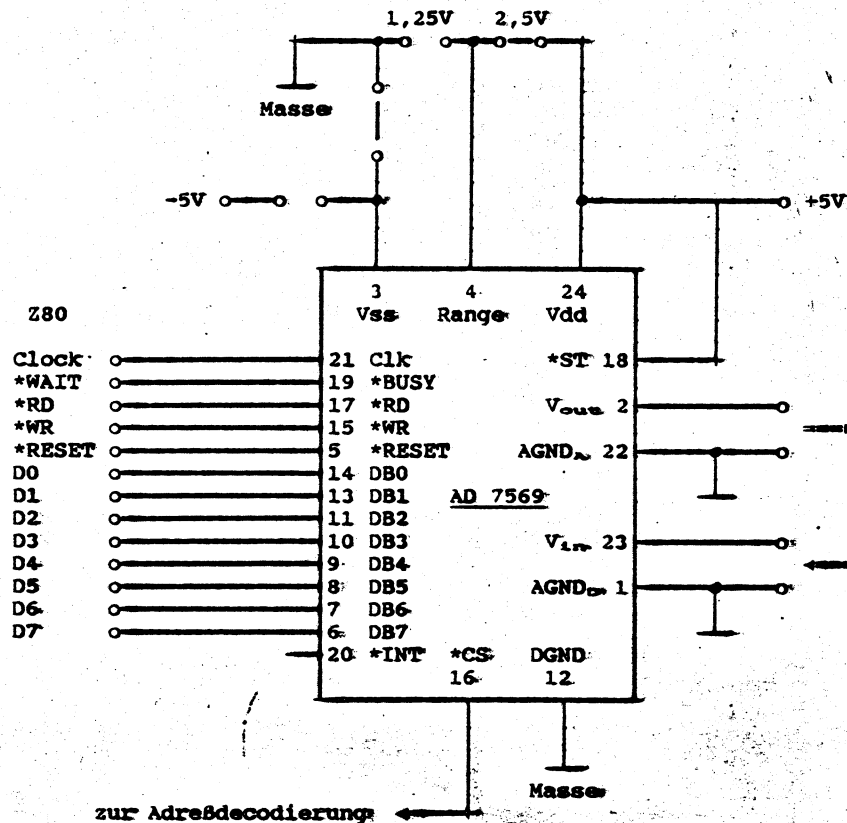 1,25V 2,5V
Masse
-5V +5V
3 4 24
Z80 Vss Range Vdd
Clock 21 Clk *ST 18
*WAIT 19 *BUSY
*RD 17 *RD Vout 2
*WR 15 *WR
*RESET 5 *RESET AGNDA 22
D0 14 DB0
D1 13 DB1 AD 7569
D2 11 DB2
D3 10 DB3 Vin 23
D4 9 DB4
D5 8 DB5 AGNDD 1
D6 7 DB6
D7 6 DB7
20 *INT *CS DGND
16 12
Masse
zur Adreßdecodierung